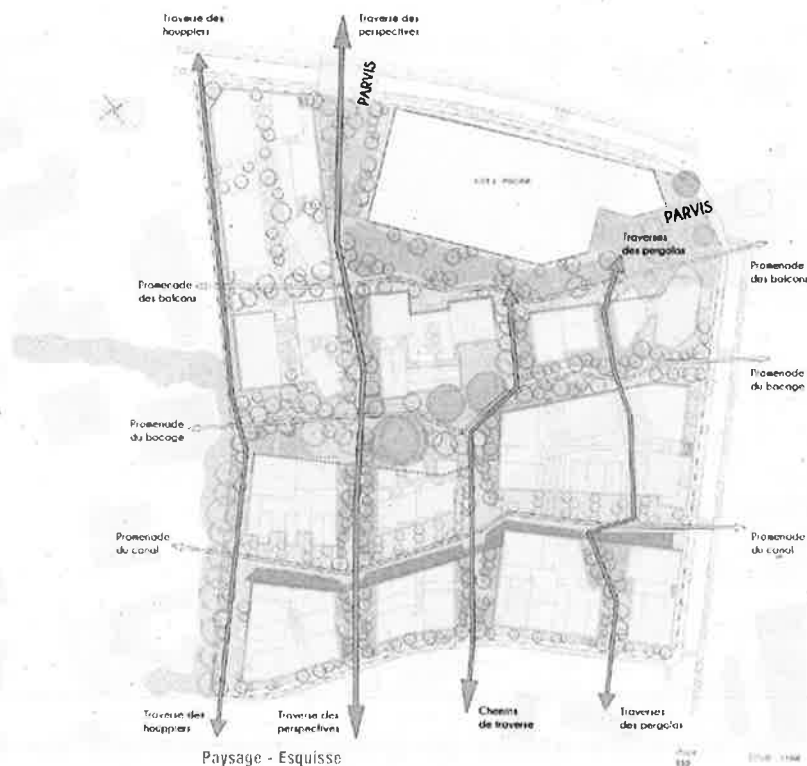 Traverse des
houppiers
Traverse des
perspectives
PARVIS
PARVIS
Traverses
des pergolas
Promenade
des balcons
Promenade
des balcons
Promenade
du bocage
Promenade
du bocage
Promenade
du canal
Promenade
du canal
Traverse des
houppiers
Traverse des
perspectives
Chemins
de traverse
Traverses
des pergolas
Paysage - Esquisse